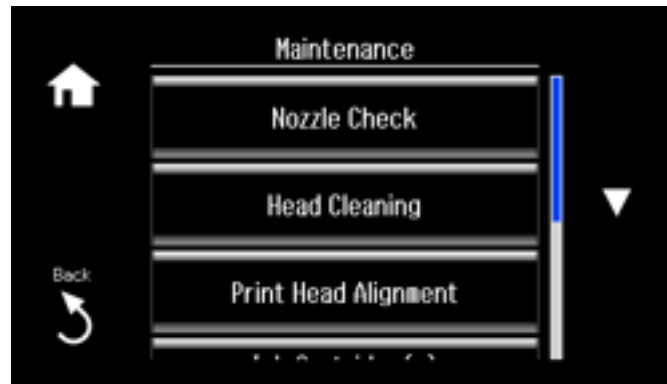 Maintenance
Nozzle Check
Head Cleaning
Back
Print Head Alignment